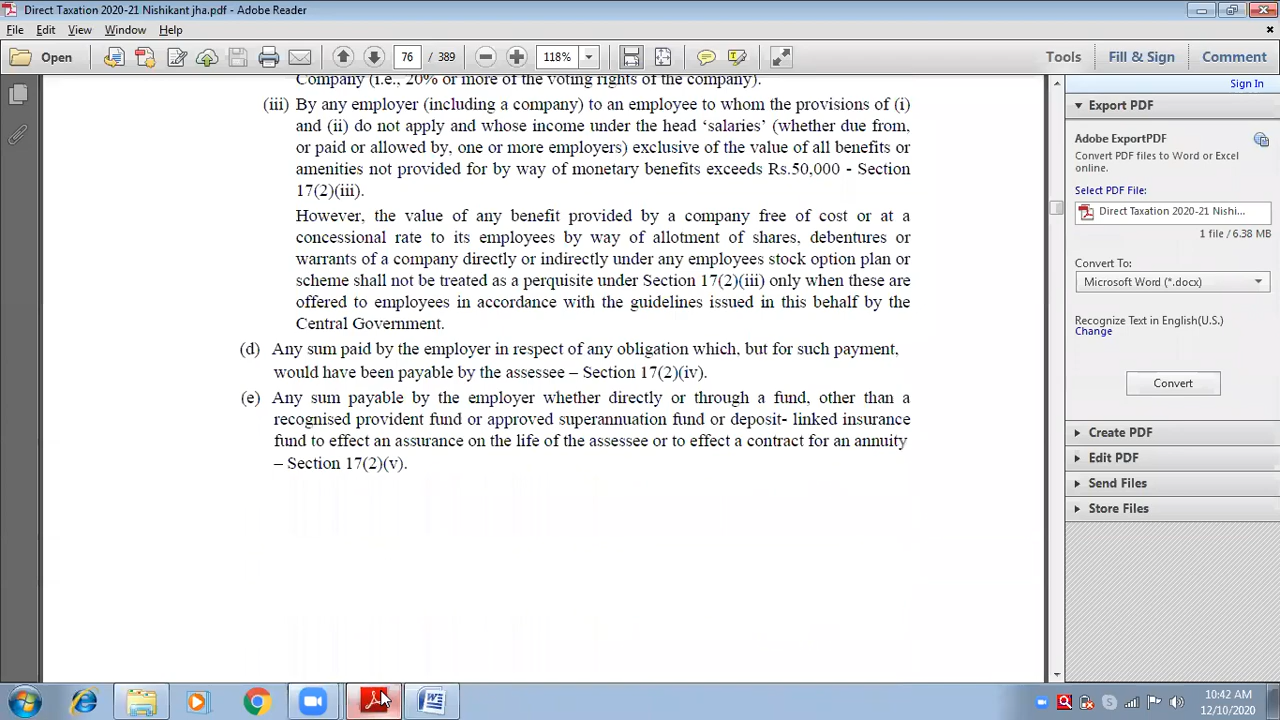 Direct Taxation 2020-21 Nishikant jha.pdf - Adobe Reader
File Edit View Window Help
Open 76 / 389 118% Tools Fill & Sign Comment
Sign In
Company (i.e., 20% or more of the voting rights of the company).
(iii) By any employer (including a company) to an employee to whom the provisions of (i)
and (ii) do not apply and whose income under the head ‘salaries’ (whether due from,
or paid or allowed by, one or more employers) exclusive of the value of all benefits or
amenities not provided for by way of monetary benefits exceeds Rs.50,000 - Section
17(2)(iii).
However, the value of any benefit provided by a company free of cost or at a
concessional rate to its employees by way of allotment of shares, debentures or
warrants of a company directly or indirectly under any employees stock option plan or
scheme shall not be treated as a perquisite under Section 17(2)(iii) only when these are
offered to employees in accordance with the guidelines issued in this behalf by the
Central Government.
(d) Any sum paid by the employer in respect of any obligation which, but for such payment,
would have been payable by the assessee – Section 17(2)(iv).
(e) Any sum payable by the employer whether directly or through a fund, other than a
recognised provident fund or approved superannuation fund or deposit- linked insurance
fund to effect an assurance on the life of the assessee or to effect a contract for an annuity
– Section 17(2)(v).
Export PDF
Adobe ExportPDF
Convert PDF files to Word or Excel
online.
Select PDF File:
Direct Taxation 2020-21 Nishi...
1 file / 6.38 MB
Convert To:
Microsoft Word (*.docx)
Recognize Text in English(U.S.)
Change
Convert
Create PDF
Edit PDF
Send Files
Store Files
10:42 AM
12/10/2020